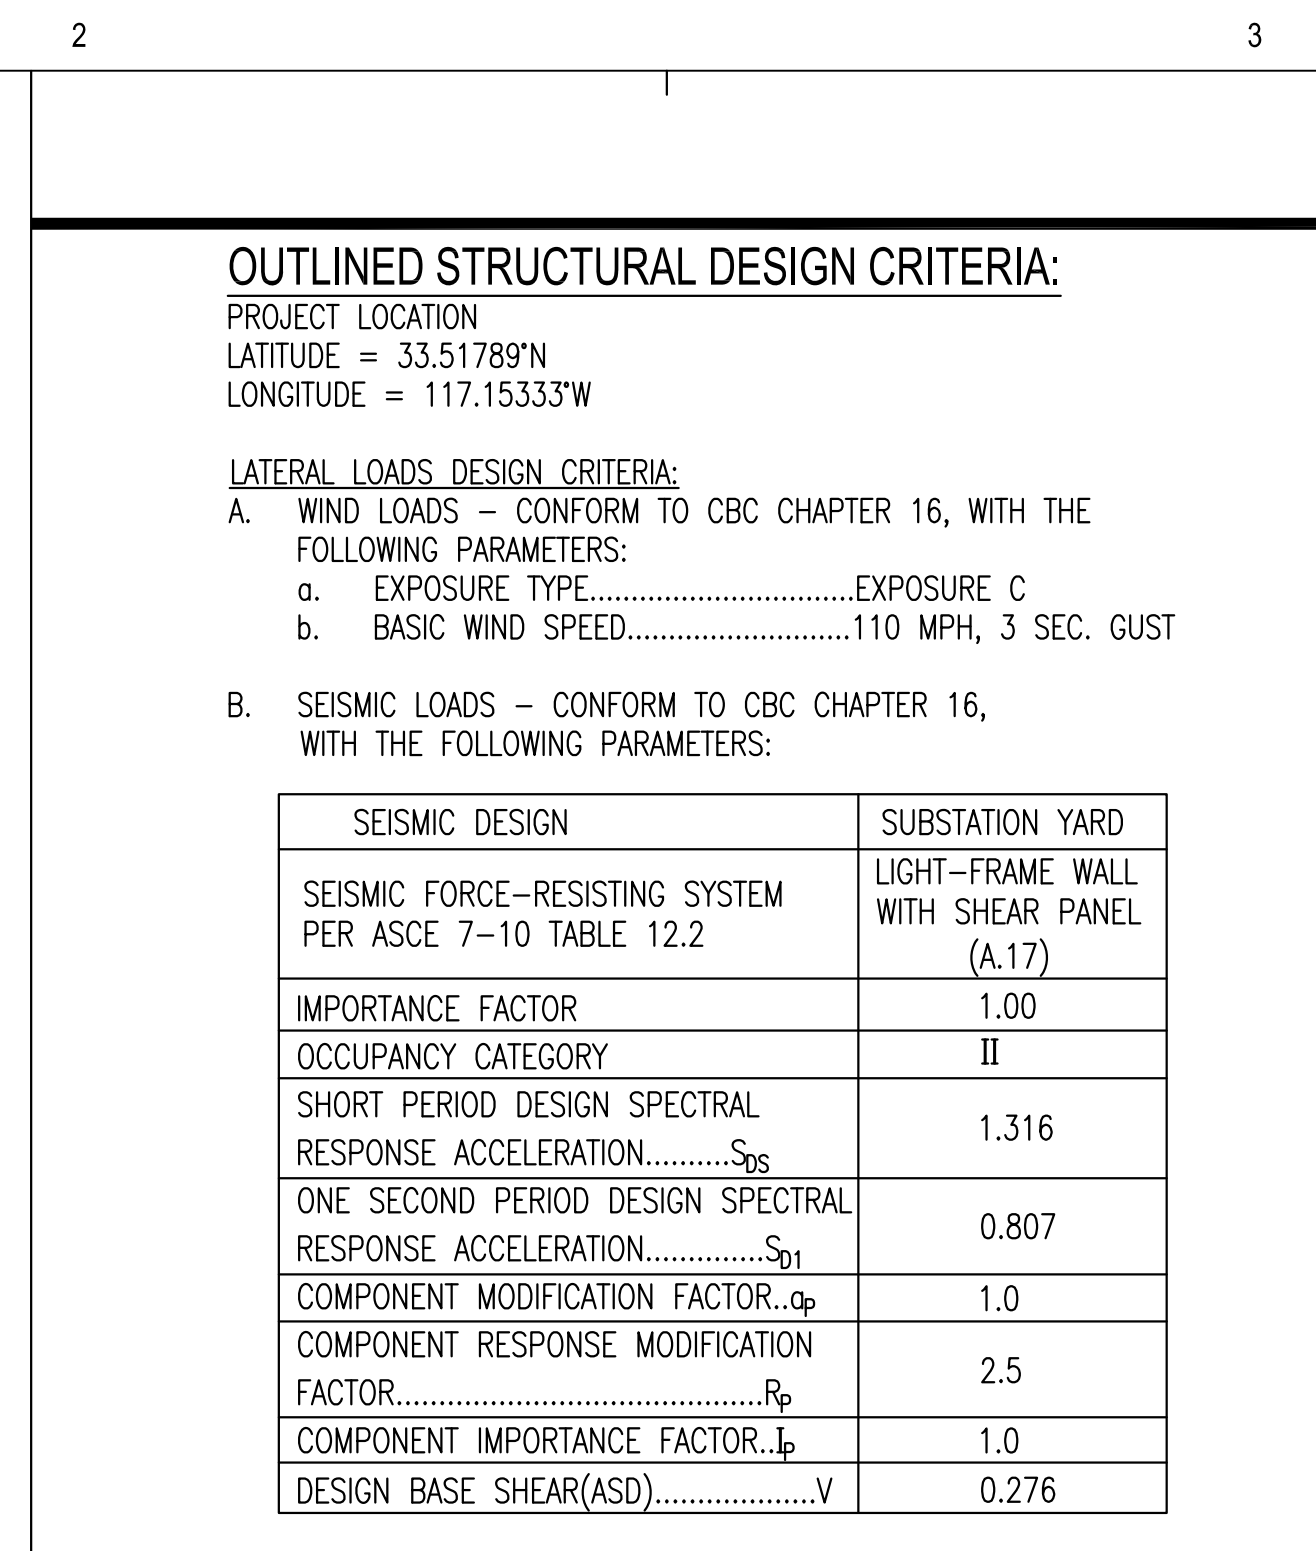 2 3
OUTLINED STRUCTURAL DESIGN CRITERIA:
PROJECT LOCATION
LATITUDE = 33.51789°N
LONGITUDE = 117.15333°W
LATERAL LOADS DESIGN CRITERIA:
A. WIND LOADS – CONFORM TO CBC CHAPTER 16, WITH THE
FOLLOWING PARAMETERS:
a. EXPOSURE TYPE................................EXPOSURE C
b. BASIC WIND SPEED...........................110 MPH, 3 SEC. GUST
B. SEISMIC LOADS – CONFORM TO CBC CHAPTER 16,
WITH THE FOLLOWING PARAMETERS:
SEISMIC DESIGN SUBSTATION YARD
SEISMIC FORCE–RESISTING SYSTEM
PER ASCE 7–10 TABLE 12.2
LIGHT–FRAME WALL
WITH SHEAR PANEL
(A.17)
IMPORTANCE FACTOR 1.00
OCCUPANCY CATEGORY II
SHORT PERIOD DESIGN SPECTRAL
RESPONSE ACCELERATION..........SDS
1.316
ONE SECOND PERIOD DESIGN SPECTRAL
RESPONSE ACCELERATION..............SD1
0.807
COMPONENT MODIFICATION FACTOR..aP 1.0
COMPONENT RESPONSE MODIFICATION
FACTOR...........................................RP
2.5
COMPONENT IMPORTANCE FACTOR..IP 1.0
DESIGN BASE SHEAR(ASD)...................V 0.276